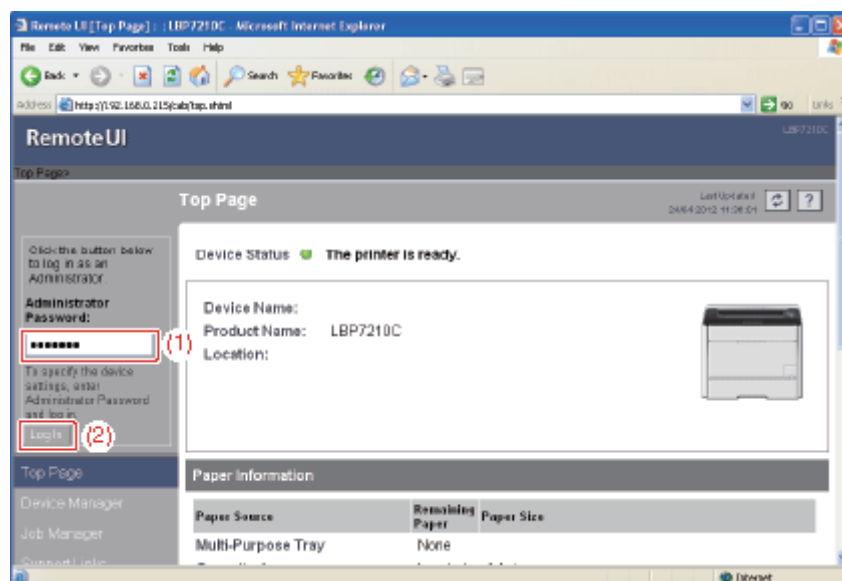 Remote UI [Top Page] : : LBP7210C - Microsoft Internet Explorer
File Edit View Favorites Tools Help
Back Search Favorites
Address http://192.168.0.215/cab/top.shtml Go Links
Remote UI
LBP7210C
Top Page>
Top Page
Last Updated
24/04/2012 11:36:01
?
Click the button below
to log in as an
Administrator.
Administrator
Password:
•••••••
(1)
To specify the device
settings, enter
Administrator Password
and log in.
Log In
(2)
Top Page
Device Manager
Job Manager
Support Links
Device Status The printer is ready.
Device Name:
Product Name: LBP7210C
Location:
Paper Information
Paper Source Remaining Paper Paper Size
Multi-Purpose Tray None
Internet